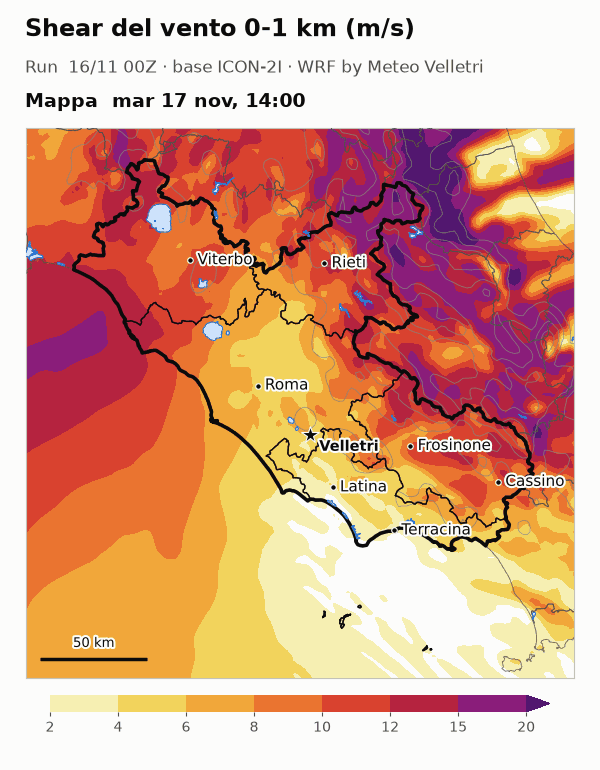 Shear del vento 0-1 km (m/s)
Run  16/11 00Z · base ICON-2I · WRF by Meteo Velletri
Mappa  mar 17 nov, 14:00
Viterbo
Rieti
Roma
Velletri
Frosinone
Cassino
Latina
Terracina
50 km
2 4 6 8 10 12 15 20